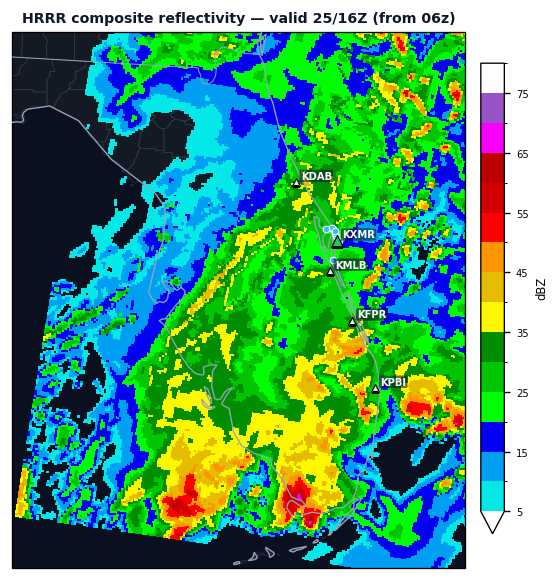 HRRR composite reflectivity — valid 25/16Z (from 06z)
KDAB
KXMR
KMLB
KFPR
KPBI
75
65
55
45
35
25
15
5
dBZ